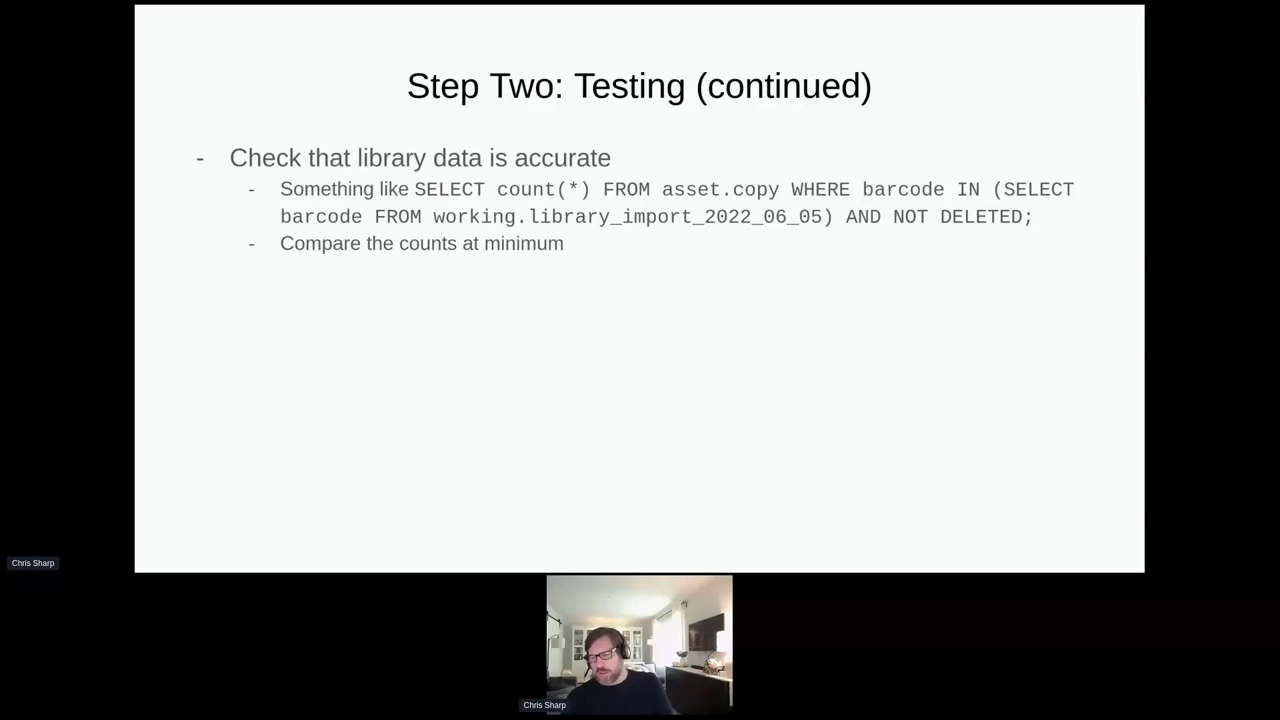 Step Two: Testing (continued)
- Check that library data is accurate
- Something like SELECT count(*) FROM asset.copy WHERE barcode IN (SELECT
barcode FROM working.library_import_2022_06_05) AND NOT DELETED;
- Compare the counts at minimum
Chris Sharp
Chris Sharp